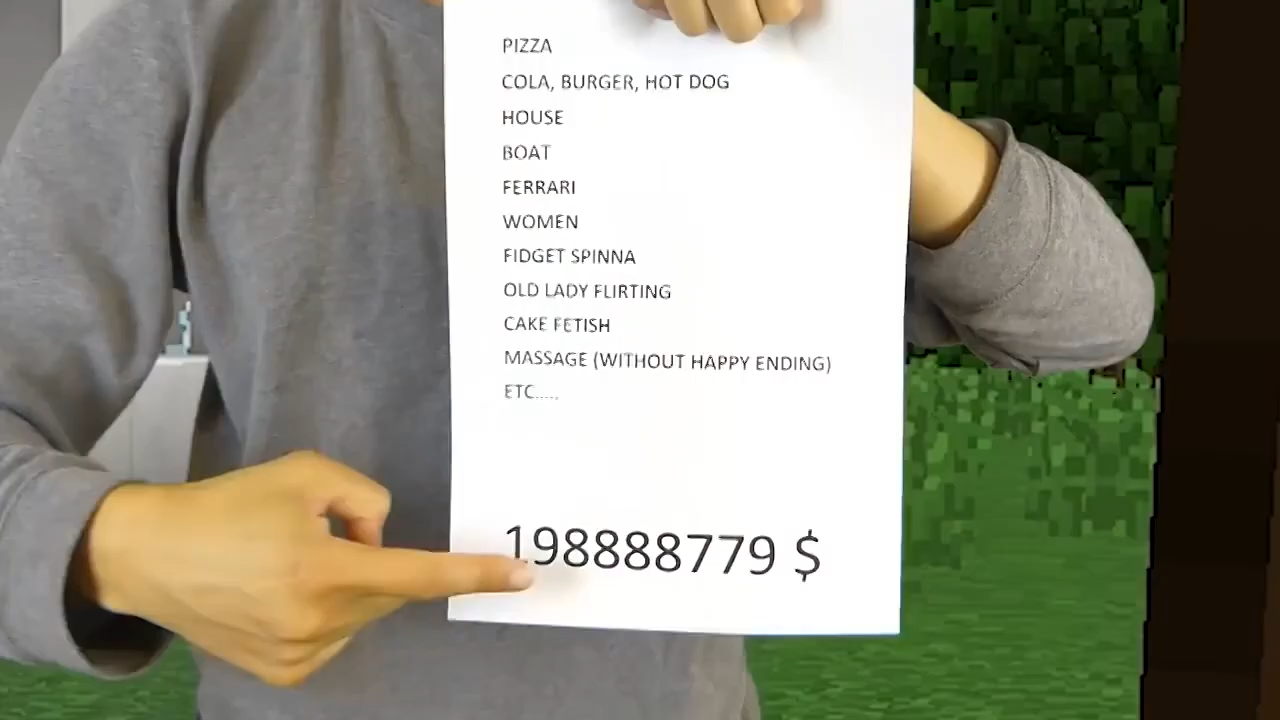 PIZZA
COLA, BURGER, HOT DOG
HOUSE
BOAT
FERRARI
WOMEN
FIDGET SPINNA
OLD LADY FLIRTING
CAKE FETISH
MASSAGE (WITHOUT HAPPY ENDING)
ETC.....
198888779 $